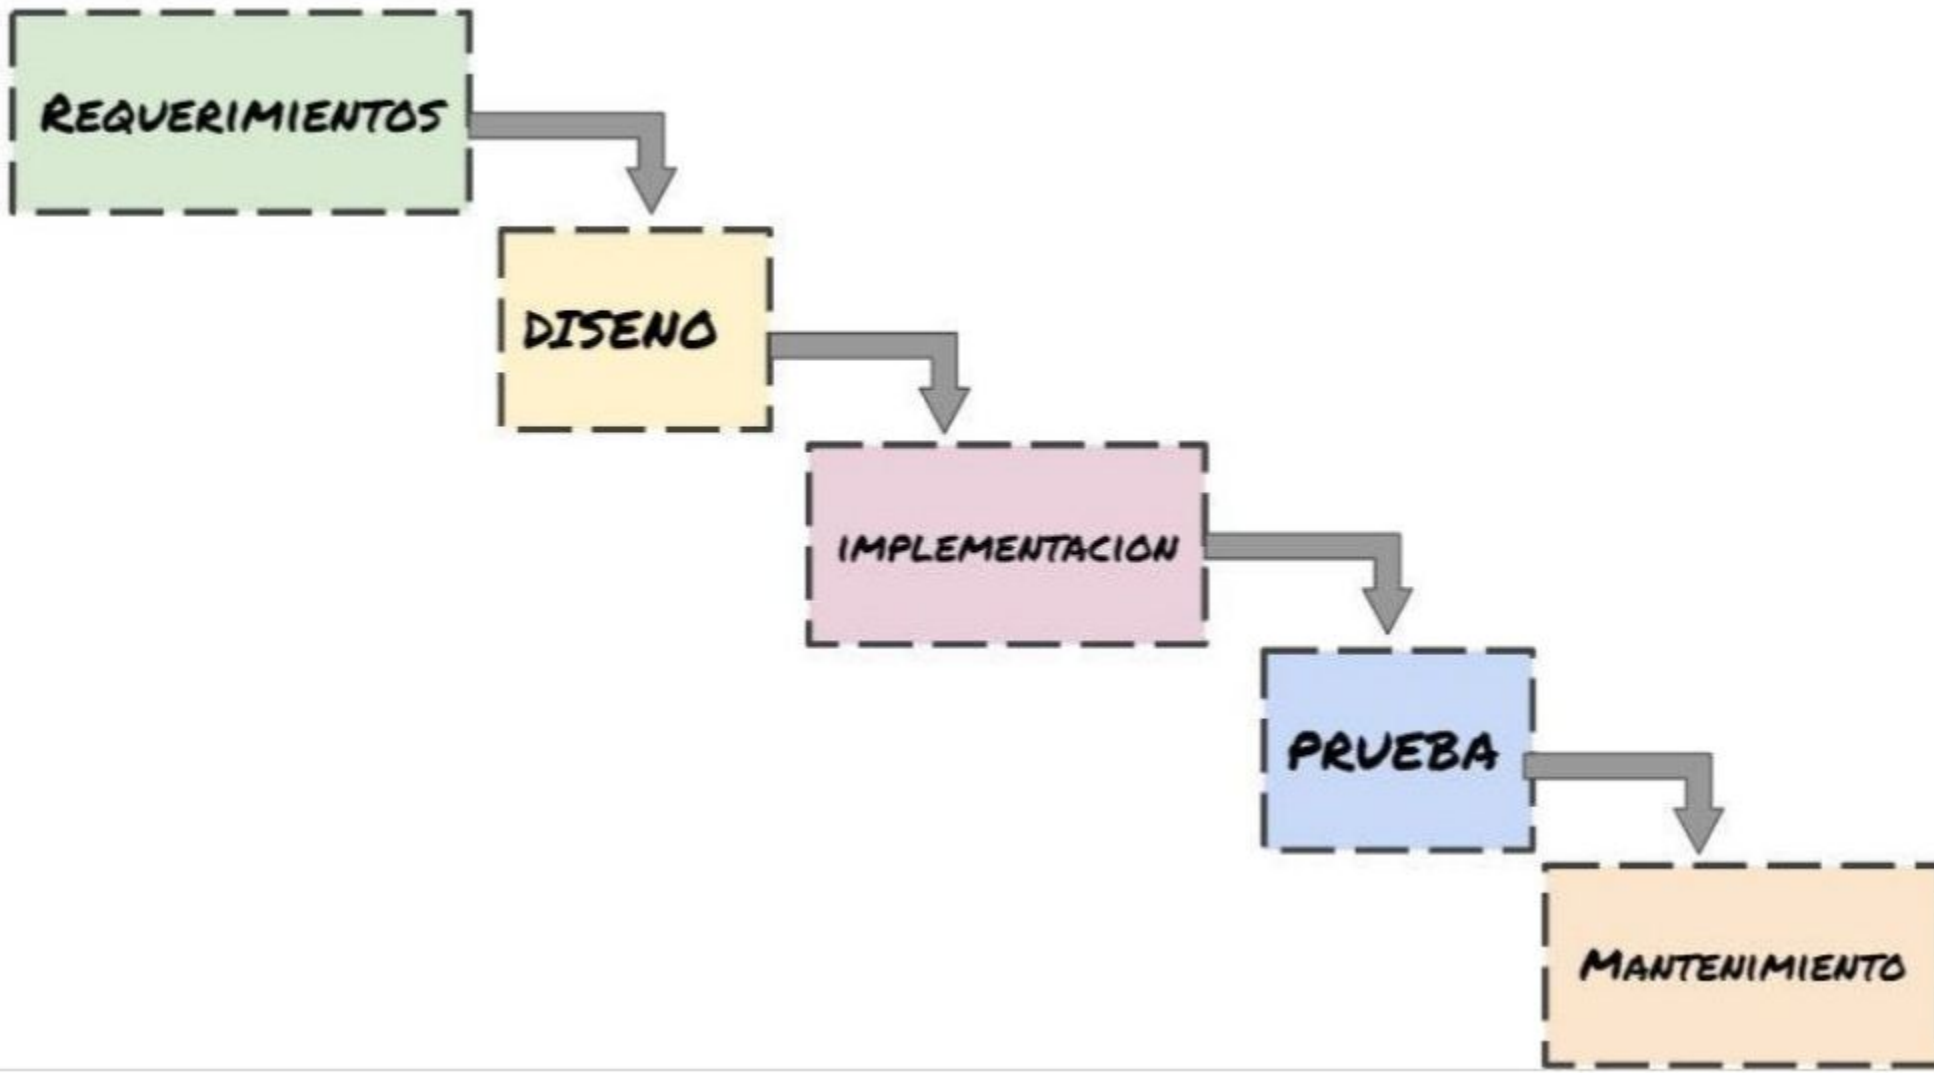 REQUERIMIENTOS
DISENO
IMPLEMENTACION
PRUEBA
MANTENIMIENTO